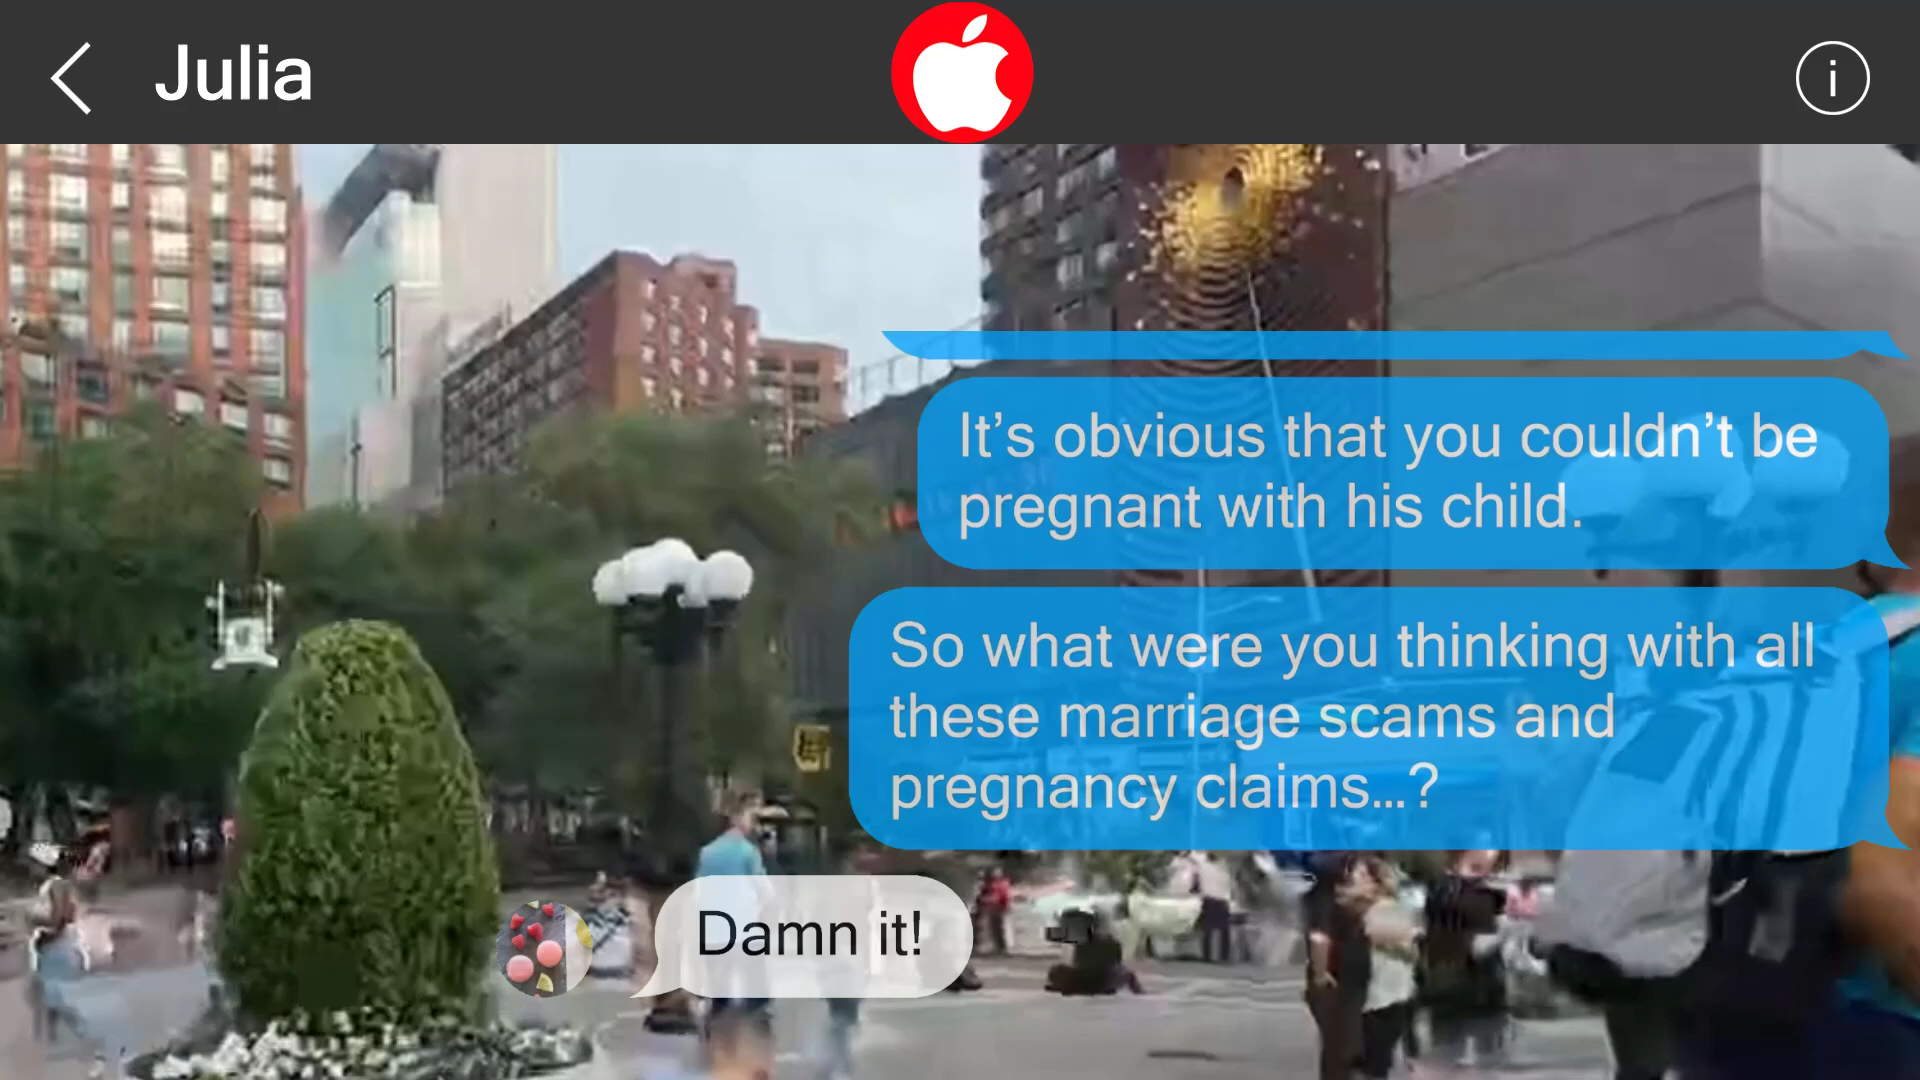 Julia
It’s obvious that you couldn’t be
pregnant with his child.
So what were you thinking with all
these marriage scams and
pregnancy claims...?
Damn it!